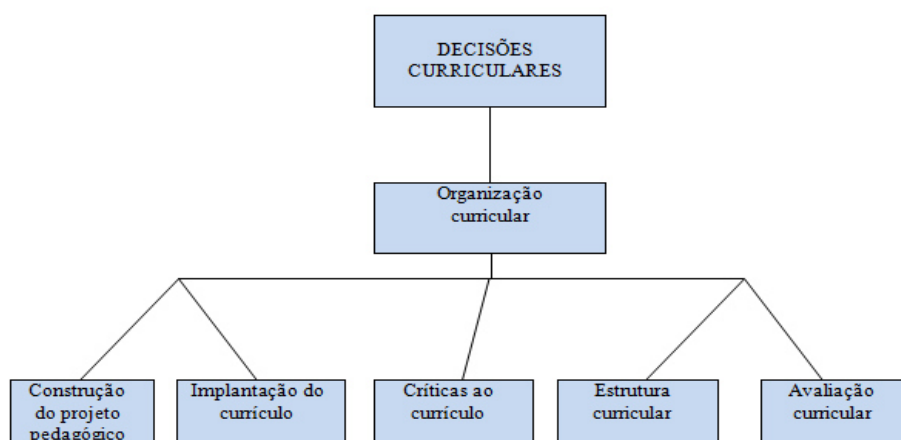 DECISÕES
CURRICULARES
Organização
curricular
Construção
do projeto
pedagógico
Implantação do
currículo
Críticas ao
currículo
Estrutura
curricular
Avaliação
curricular